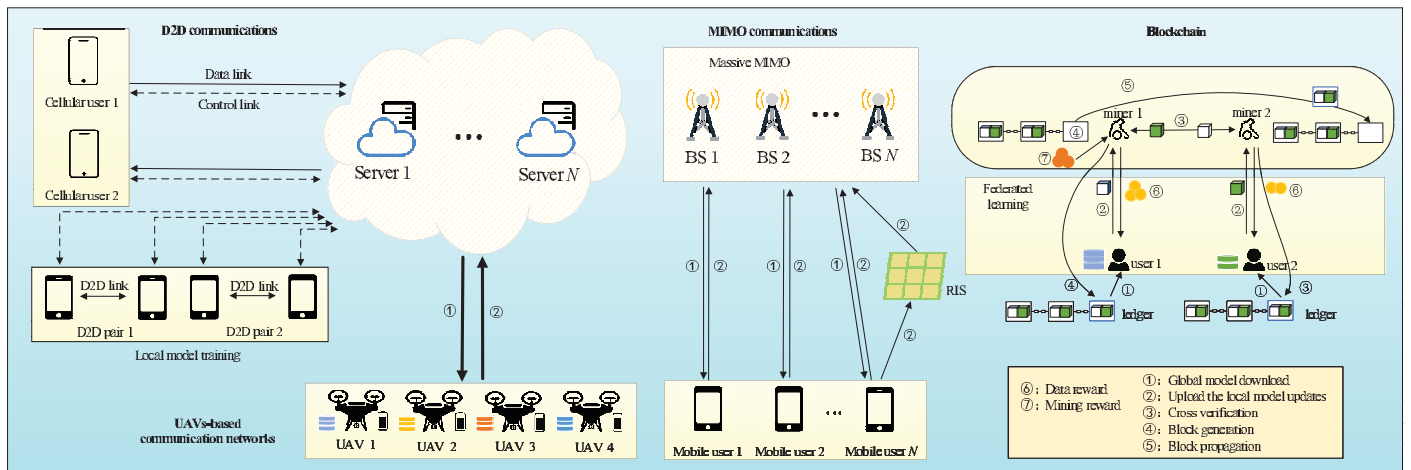 D2D communications
Cellular user 1
Data link
Control link
Cellular user 2
Server 1
...
Server N
D2D link
D2D link
D2D pair 1
D2D pair 2
Local model training
①
②
UAVs-based
communication networks
UAV 1
UAV 2
UAV 3
UAV 4
MIMO communications
Massive MIMO
...
BS 1
BS 2
BS N
②
①
②
①
②
①
②
RIS
②
...
Mobile user 1
Mobile user 2
Mobile user N
Blockchain
⑤
miner 1
③
miner 2
④
⑦
Federated
learning
⑥
⑥
②
②
user 1
user 2
④
①
①
③
ledger
ledger
⑥: Data reward
⑦: Mining reward
①: Global model download
②: Upload the local model updates
③: Cross verification
④: Block generation
⑤: Block propagation